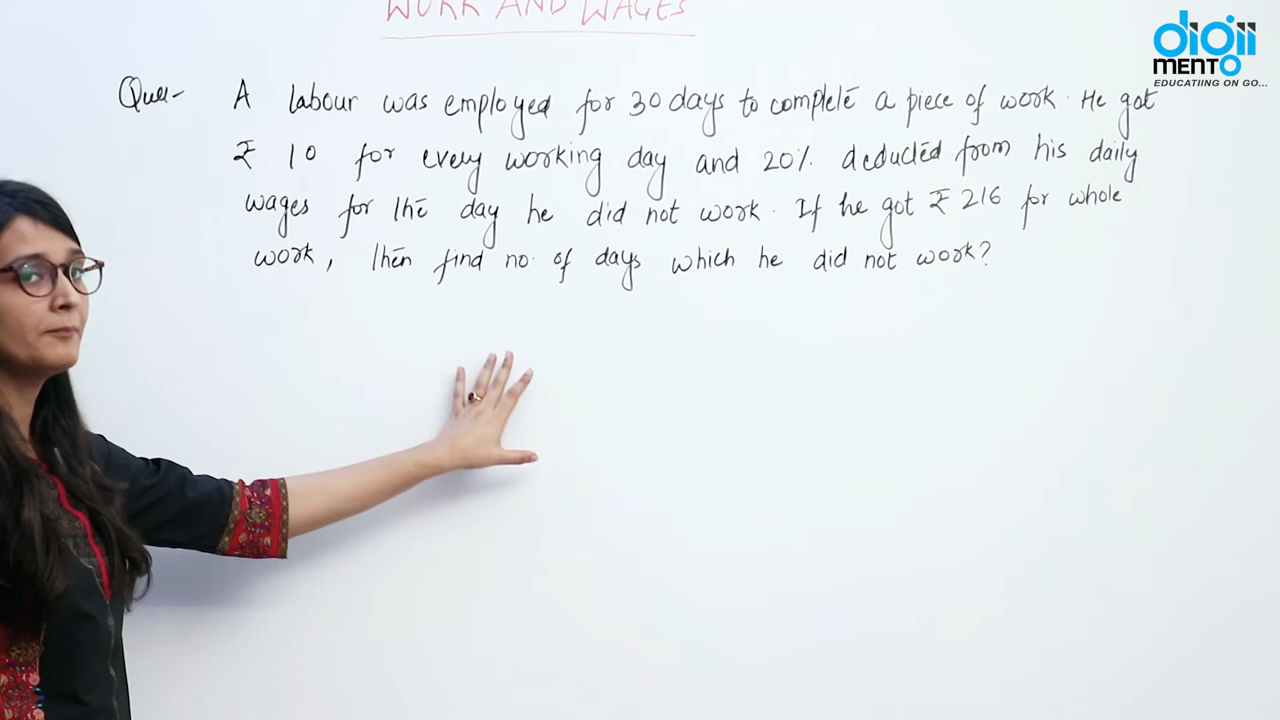 WORK AND WAGES
digii
MENTO
EDUCATIING ON GO...
Ques- A labour was employed for 30 days to complete a piece of work. He got
₹ 10 for every working day and 20% deducted from his daily
wages for the day he did not work. If he got ₹ 216 for whole
work, then find no. of days which he did not work?